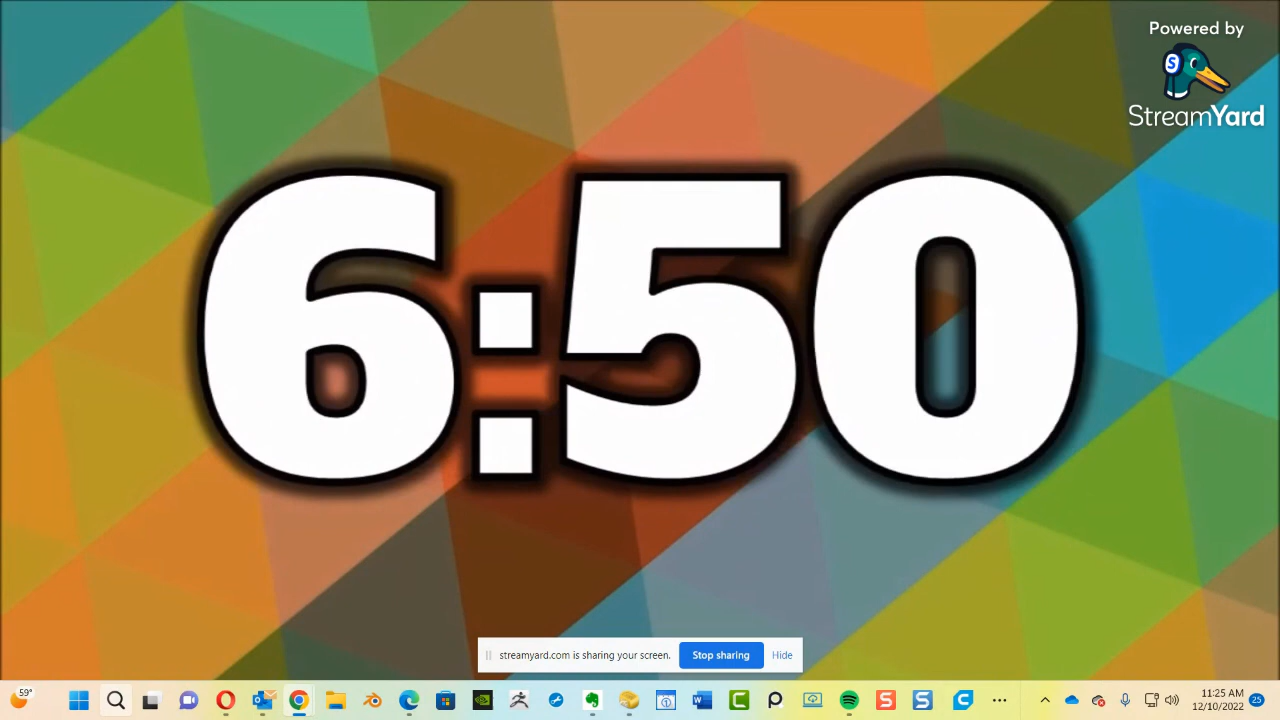 Powered by
S
StreamYard
6:50
streamyard.com is sharing your screen.
Stop sharing
Hide
59°
11:25 AM
12/10/2022
25